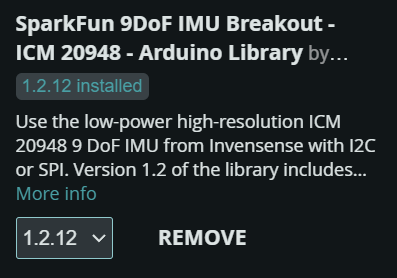 SparkFun 9DoF IMU Breakout -
ICM 20948 - Arduino Library by...
1.2.12 installed
Use the low-power high-resolution ICM
20948 9 DoF IMU from Invensense with I2C
or SPI. Version 1.2 of the library includes...
More info
1.2.12 REMOVE